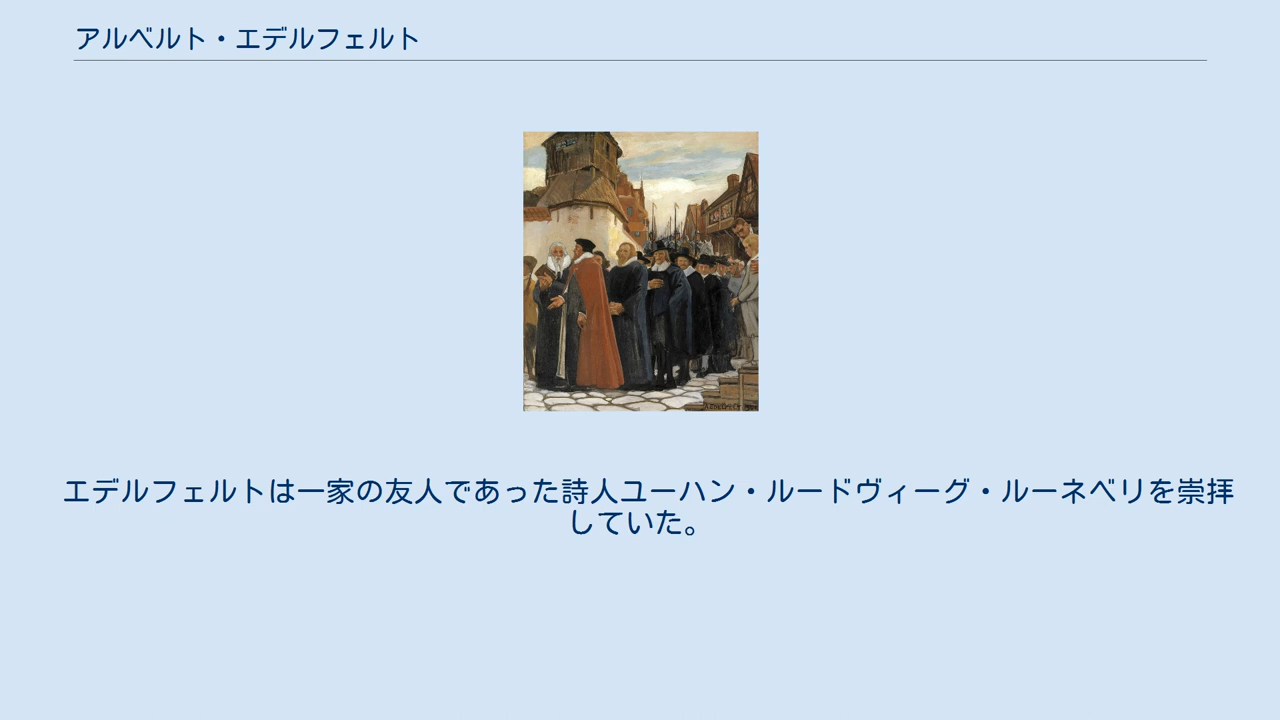 アルベルト・エデルフェルト
エデルフェルトは一家の友人であった詩人ユーハン・ルードヴィーグ・ルーネベリを崇拝
していた。